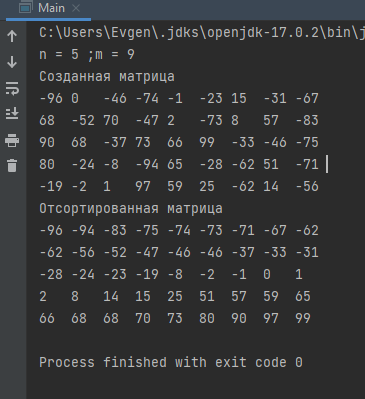 Main
C:\Users\Evgen\.jdks\openjdk-17.0.2\bin\j
n = 5 ;m = 9
Созданная матрица
-96 0 -46 -74 -1 -23 15 -31 -67
68 -52 70 -47 2 -73 8 57 -83
90 68 -37 73 66 99 -33 -46 -75
80 -24 -8 -94 65 -28 -62 51 -71
-19 -2 1 97 59 25 -62 14 -56
Отсортированная матрица
-96 -94 -83 -75 -74 -73 -71 -67 -62
-62 -56 -52 -47 -46 -46 -37 -33 -31
-28 -24 -23 -19 -8 -2 -1 0 1
2 8 14 15 25 51 57 59 65
66 68 68 70 73 80 90 97 99
Process finished with exit code 0